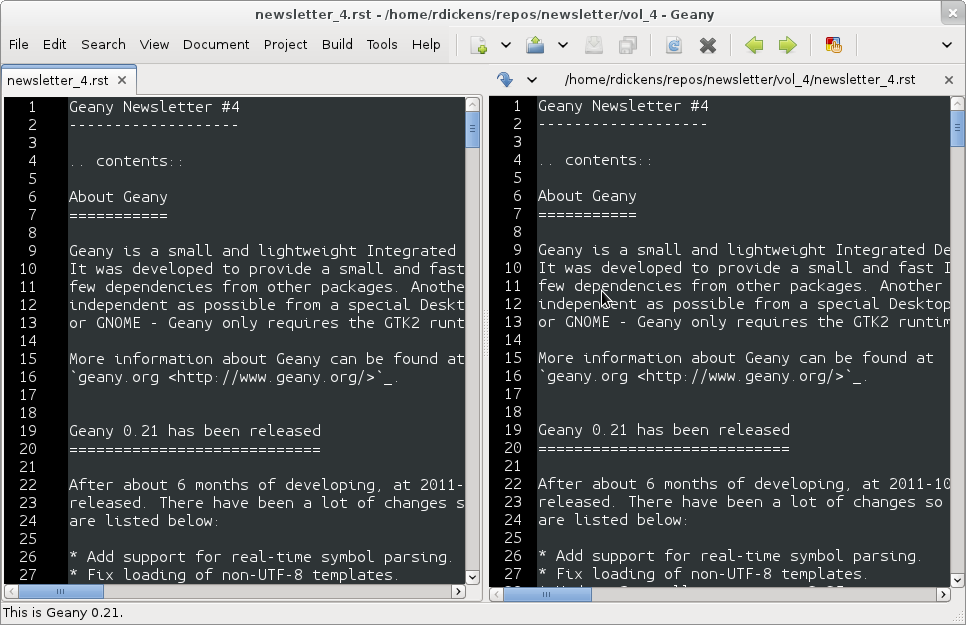 newsletter_4.rst - /home/rdickens/repos/newsletter/vol_4 - Geany
File Edit Search View Document Project Build Tools Help
newsletter_4.rst
/home/rdickens/repos/newsletter/vol_4/newsletter_4.rst
1 Geany Newsletter #4
2 -------------------
3
4 .. contents::
5
6 About Geany
7 ===========
8
9 Geany is a small and lightweight Integrated
10 It was developed to provide a small and fast
11 few dependencies from other packages. Anothe
12 independent as possible from a special Deskt
13 or GNOME - Geany only requires the GTK2 runt
14
15 More information about Geany can be found at
16 `geany.org <http://www.geany.org/>`_.
17
18
19 Geany 0.21 has been released
20 ============================
21
22 After about 6 months of developing, at 2011-
23 released. There have been a lot of changes s
24 are listed below:
25
26 * Add support for real-time symbol parsing.
27 * Fix loading of non-UTF-8 templates.
1 Geany Newsletter #4
2 -------------------
3
4 .. contents::
5
6 About Geany
7 ===========
8
9 Geany is a small and lightweight Integrated De
10 It was developed to provide a small and fast I
11 few dependencies from other packages. Another
12 independent as possible from a special Desktop
13 or GNOME - Geany only requires the GTK2 runtim
14
15 More information about Geany can be found at
16 `geany.org <http://www.geany.org/>`_.
17
18
19 Geany 0.21 has been released
20 ============================
21
22 After about 6 months of developing, at 2011-10
23 released. There have been a lot of changes so
24 are listed below:
25
26 * Add support for real-time symbol parsing.
27 * Fix loading of non-UTF-8 templates.
This is Geany 0.21.